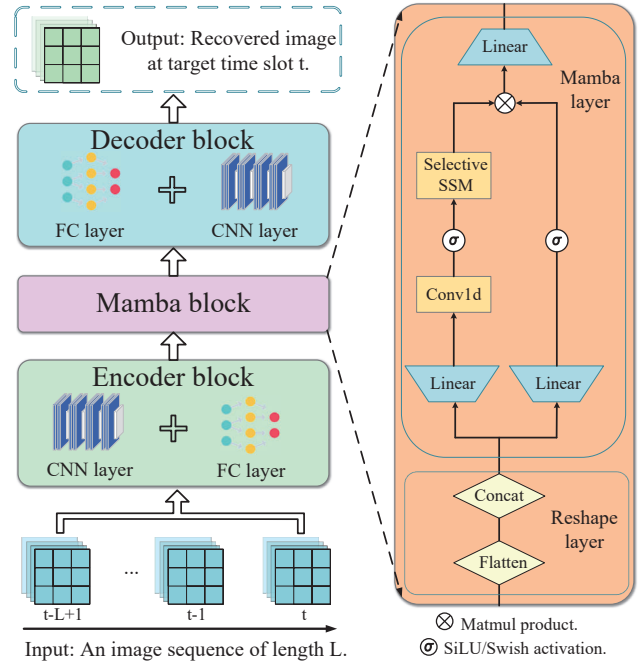 Output: Recovered image
at target time slot t.
Decoder block
FC layer
CNN layer
Mamba block
Encoder block
CNN layer
FC layer
...
t-L+1
t-1
t
Input: An image sequence of length L.
Linear
Mamba
layer
Selective
SSM
σ
σ
Conv1d
Linear
Linear
Concat
Reshape
layer
Flatten
Matmul product.
σ SiLU/Swish activation.